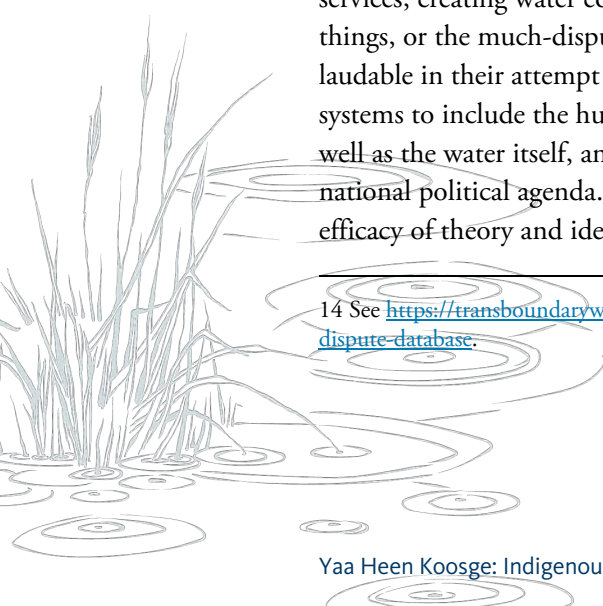 services, creating water co
things, or the much-dispu
laudable in their attempt
systems to include the hu
well as the water itself, an
national political agenda.
efficacy of theory and ide
14 See https://transboundaryw
dispute-database.
Yaa Heen Koosge: Indigenou